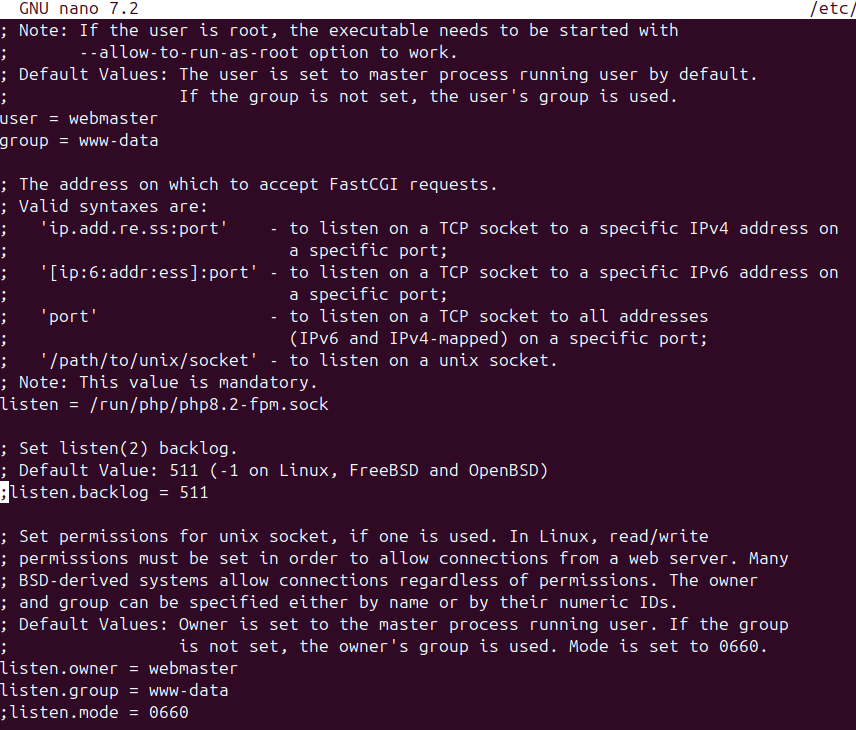 GNU nano 7.2 /etc/
; Note: If the user is root, the executable needs to be started with
;       --allow-to-run-as-root option to work.
; Default Values: The user is set to master process running user by default.
;                 If the group is not set, the user's group is used.
user = webmaster
group = www-data

; The address on which to accept FastCGI requests.
; Valid syntaxes are:
;   'ip.add.re.ss:port'    - to listen on a TCP socket to a specific IPv4 address on
;                            a specific port;
;   '[ip:6:addr:ess]:port' - to listen on a TCP socket to a specific IPv6 address on
;                            a specific port;
;   'port'                 - to listen on a TCP socket to all addresses
;                            (IPv6 and IPv4-mapped) on a specific port;
;   '/path/to/unix/socket' - to listen on a unix socket.
; Note: This value is mandatory.
listen = /run/php/php8.2-fpm.sock

; Set listen(2) backlog.
; Default Value: 511 (-1 on Linux, FreeBSD and OpenBSD)
;listen.backlog = 511

; Set permissions for unix socket, if one is used. In Linux, read/write
; permissions must be set in order to allow connections from a web server. Many
; BSD-derived systems allow connections regardless of permissions. The owner
; and group can be specified either by name or by their numeric IDs.
; Default Values: Owner is set to the master process running user. If the group
;                 is not set, the owner's group is used. Mode is set to 0660.
listen.owner = webmaster
listen.group = www-data
;listen.mode = 0660